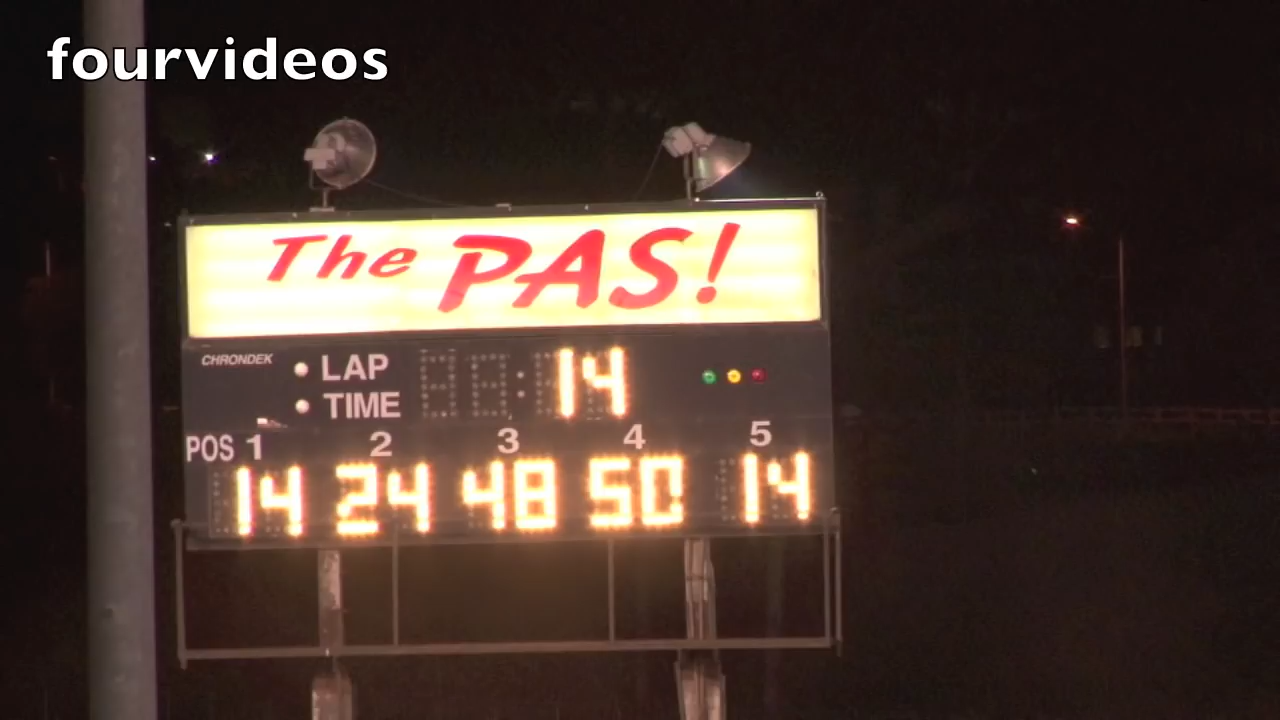 fourvideos
The PAS!
CHRONDEK
LAP 14
TIME
POS 1 2 3 4 5
14 24 48 50 14